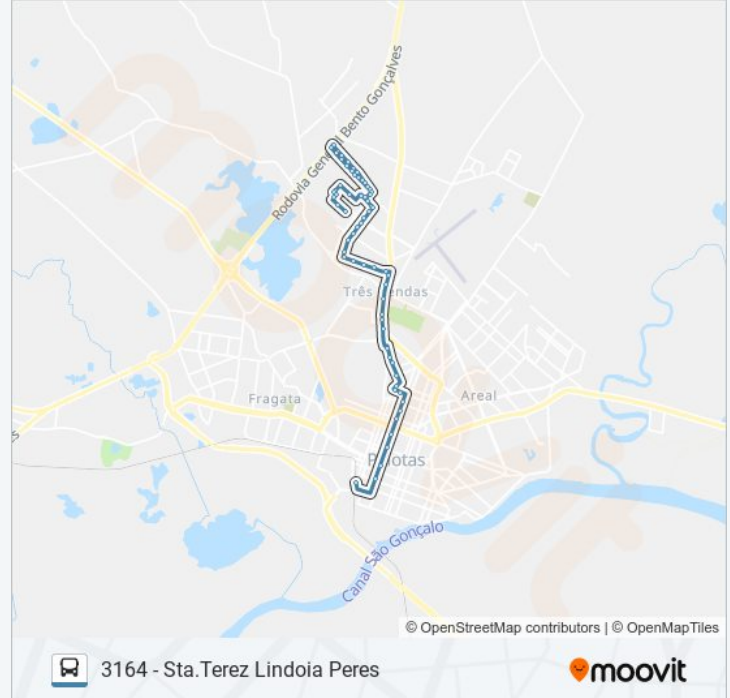 Rodovia General Bento Gonçalves
Três Vendas
Fragata
Areal
Pelotas
Canal São Gonçalo
© OpenStreetMap contributors | © OpenMapTiles
3164 - Sta.Terez Lindoia Peres
moovit